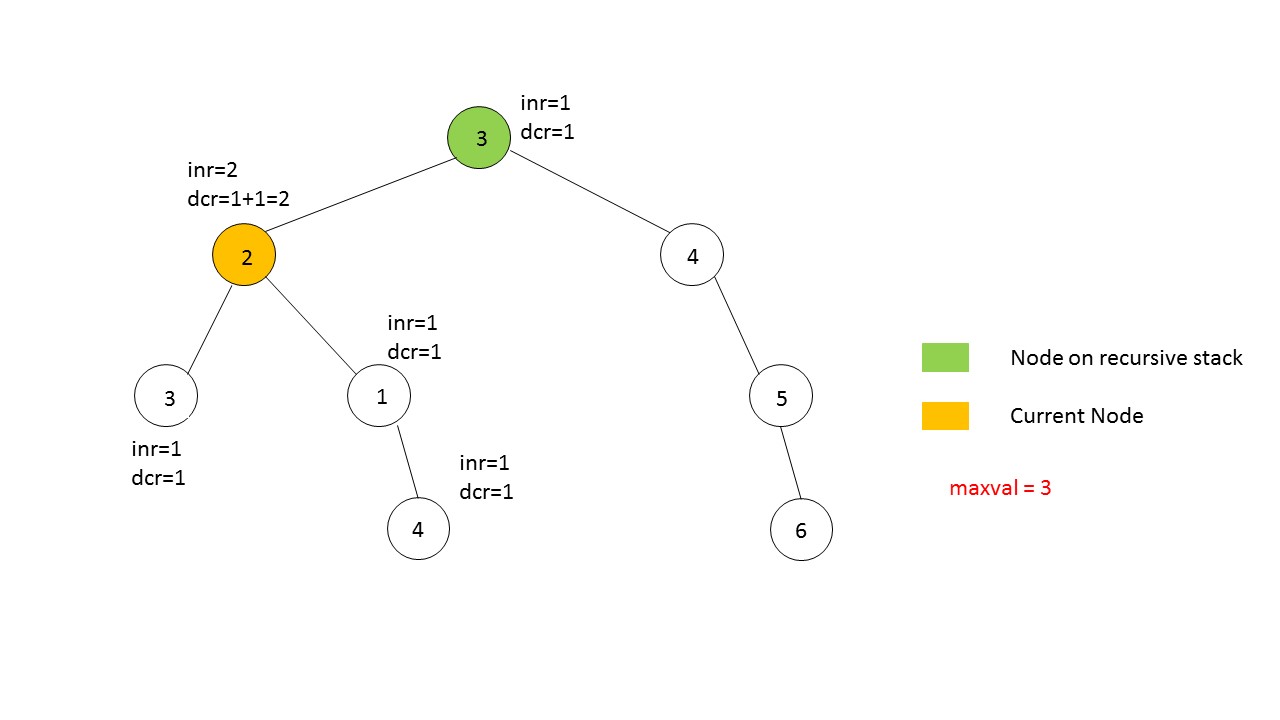 inr=1
dcr=1
3
inr=2
dcr=1+1=2
2
4
inr=1
dcr=1
3
1
5
inr=1
dcr=1
inr=1
dcr=1
4
6
Node on recursive stack
Current Node
maxval = 3